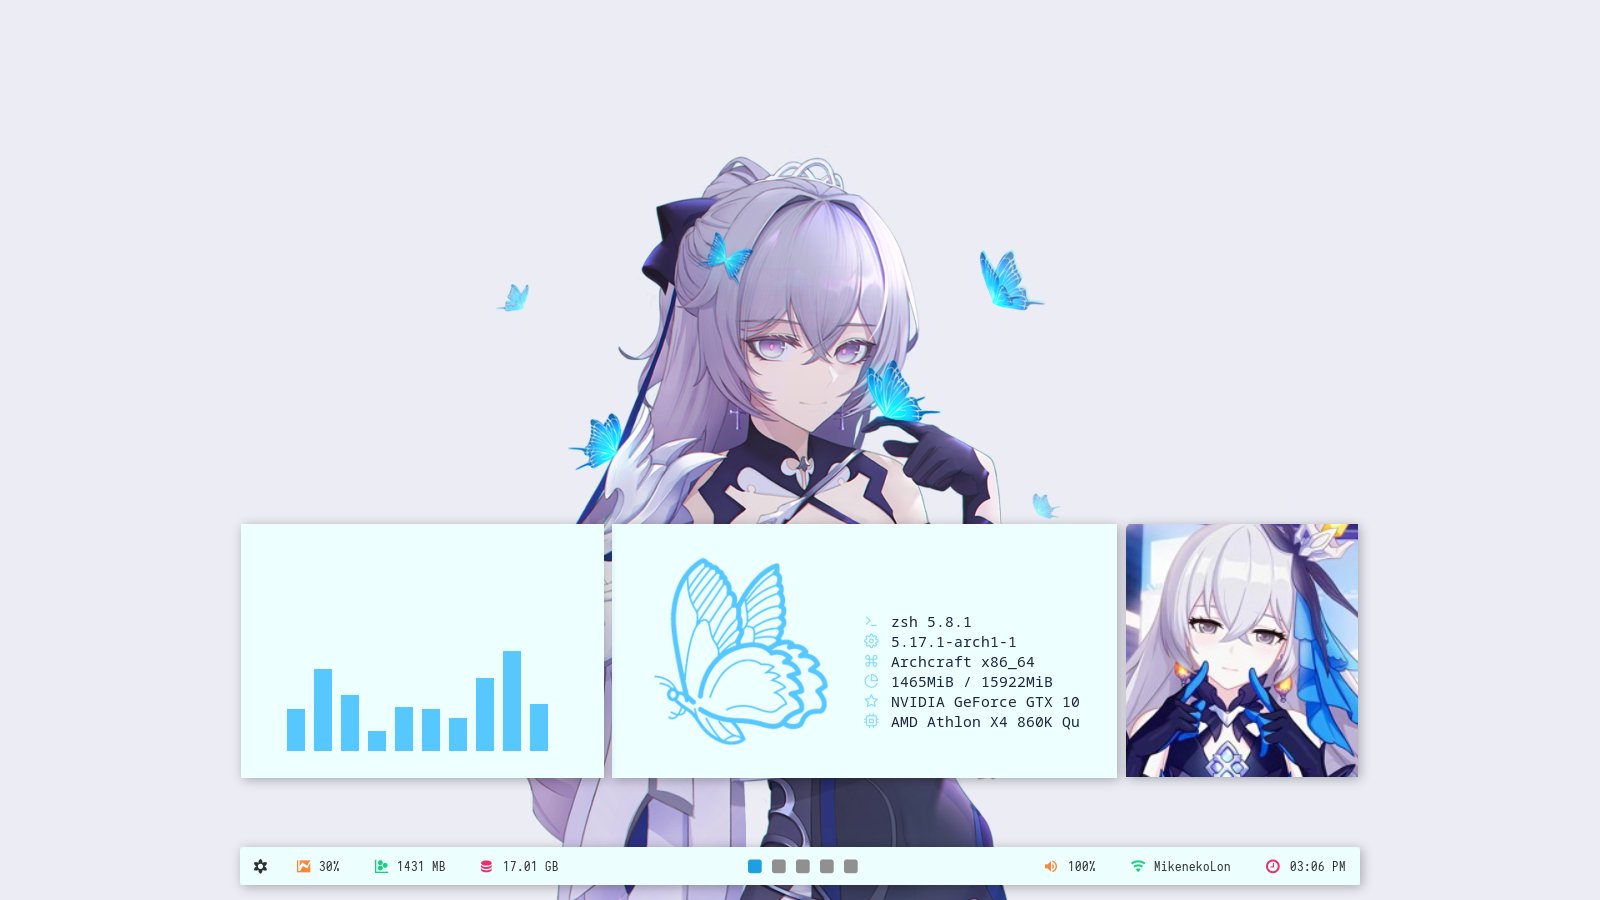 zsh 5.8.1
5.17.1-arch1-1
Archcraft x86_64
1465MiB / 15922MiB
NVIDIA GeForce GTX 10
AMD Athlon X4 860K Qu
30% 1431 MB 17.01 GB 100% MikenekoLon 03:06 PM